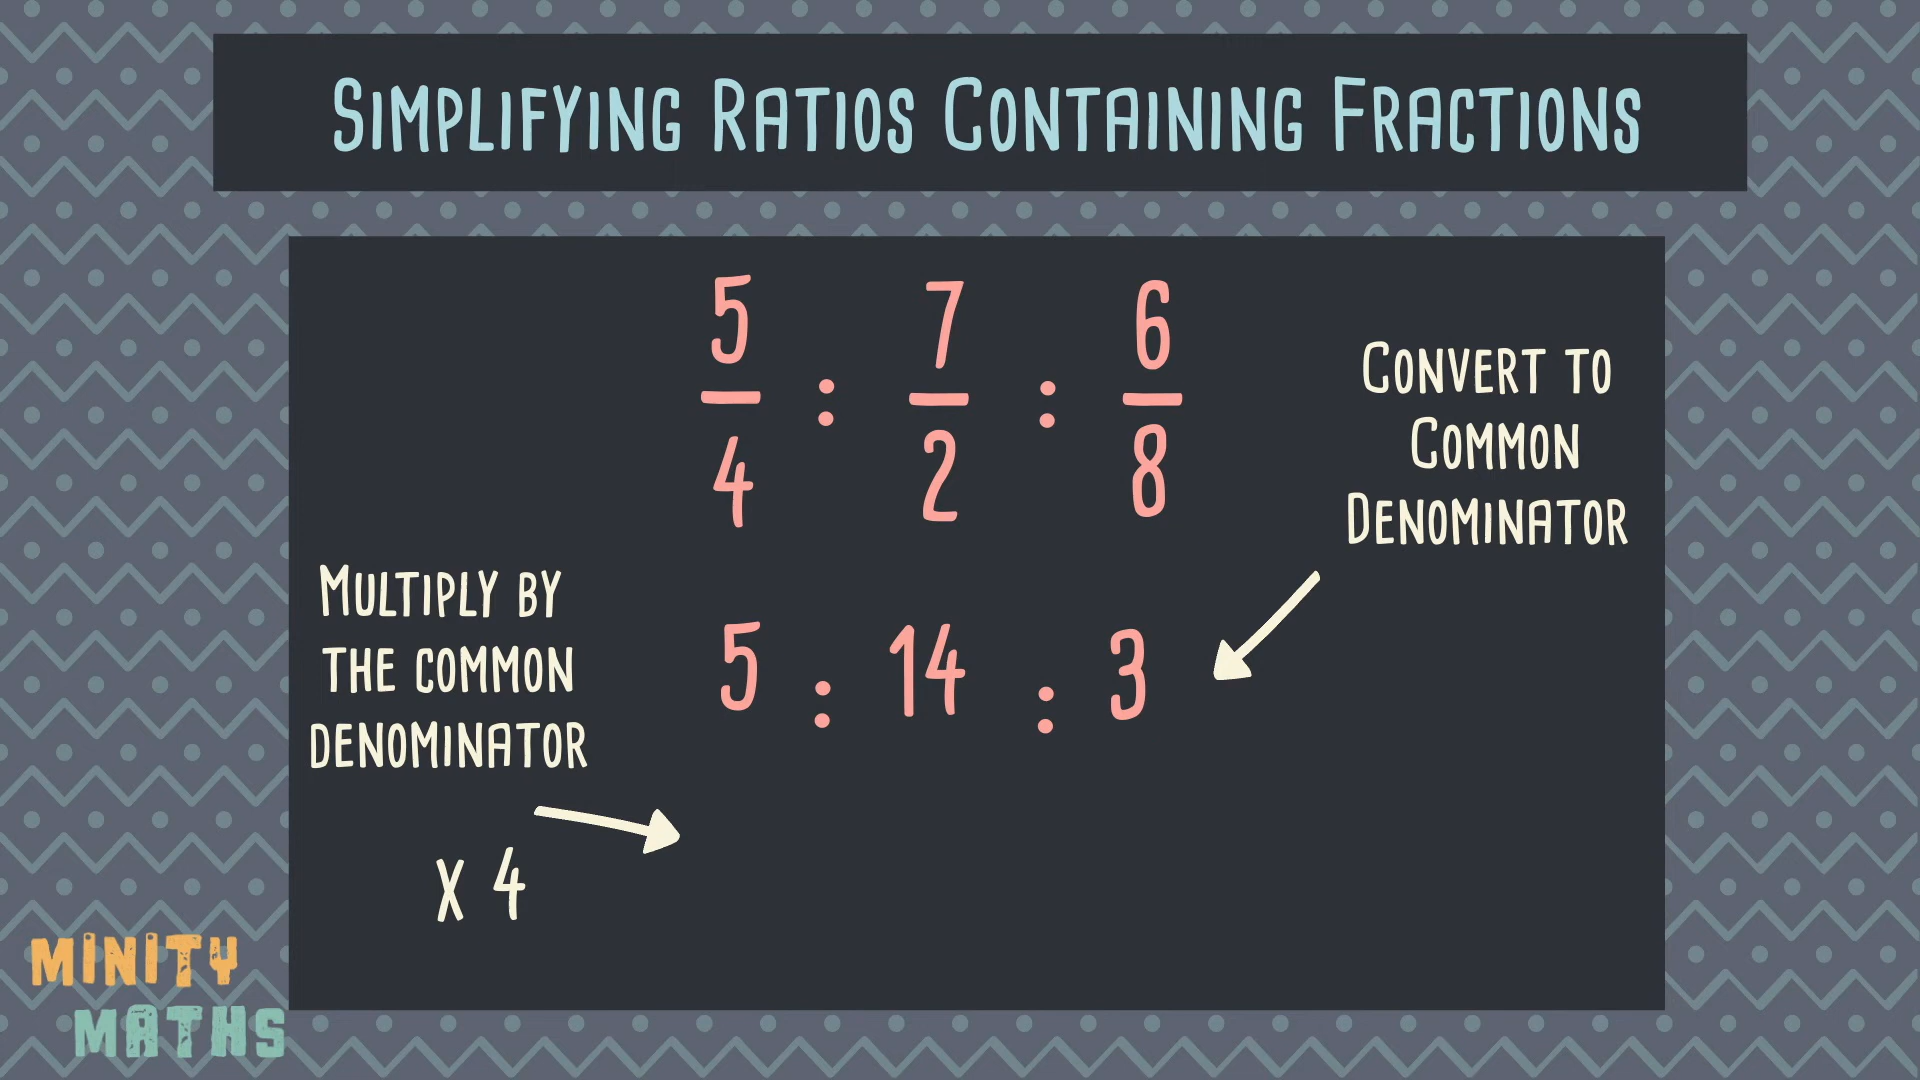 Simplifying Ratios Containing Fractions
5/4 : 7/2 : 6/8
Convert to
Common
Denominator
Multiply by
the common
denominator
5 : 14 : 3
x 4
MINITY
MATHS